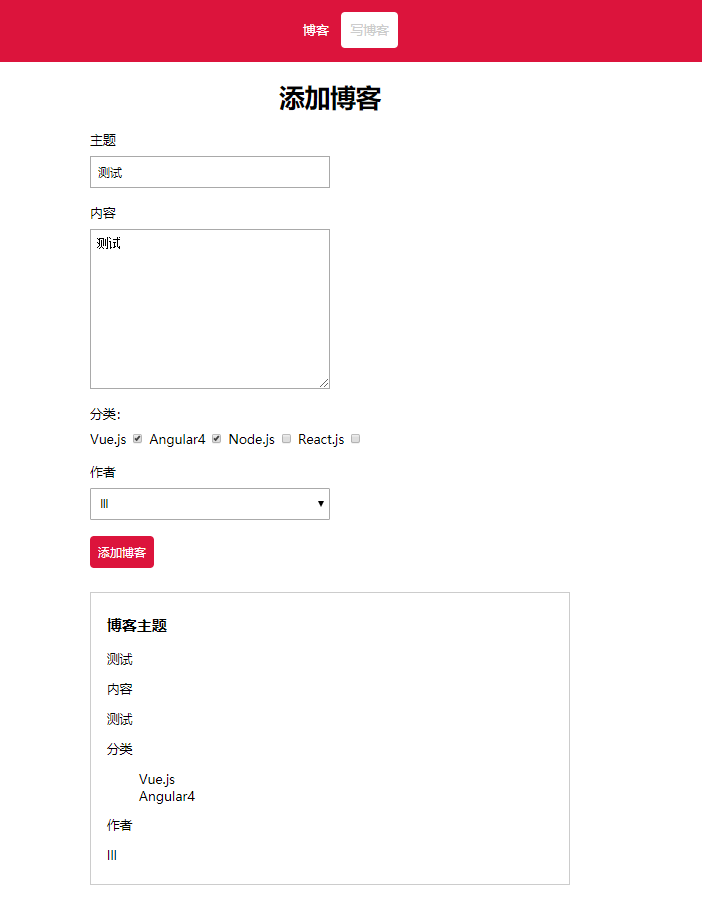 博客 写博客
添加博客
主题
测试
内容
测试
分类：
Vue.js Angular4 Node.js React.js
作者
lll
添加博客
博客主题
测试
内容
测试
分类
Vue.js
Angular4
作者
lll